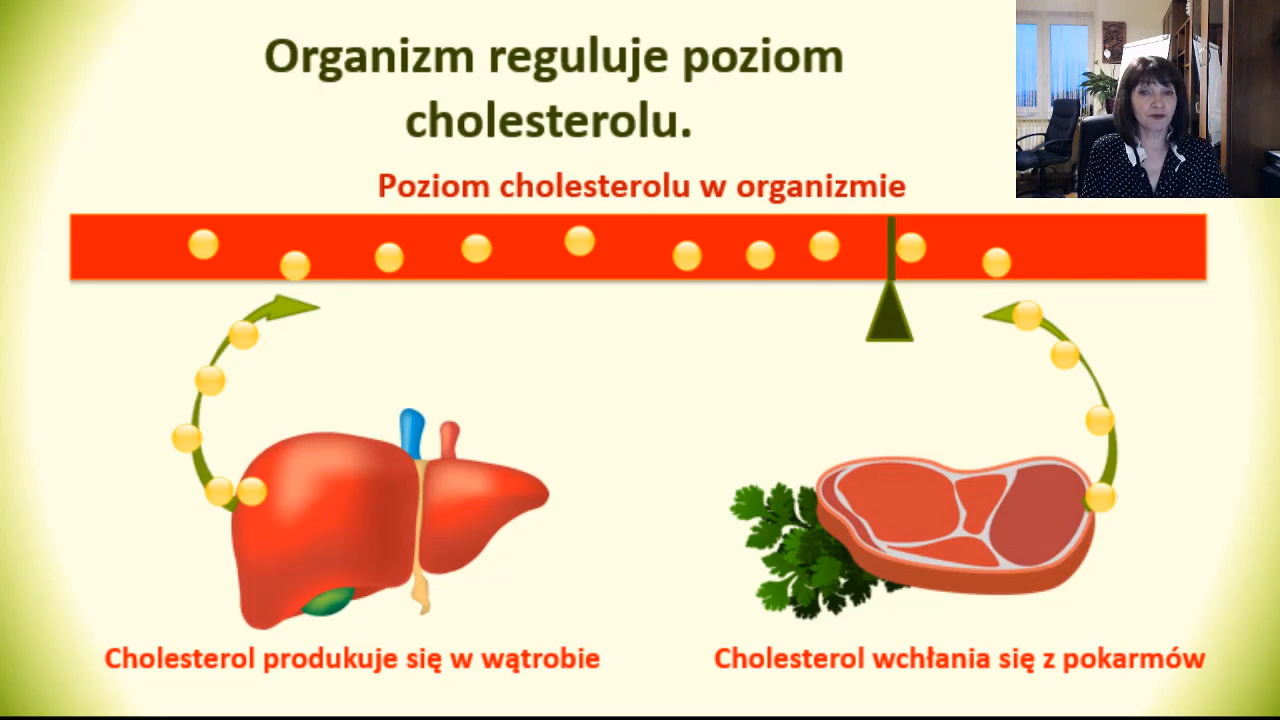 Organizm reguluje poziom
cholesterolu.
Poziom cholesterolu w organizmie
Cholesterol produkuje się w wątrobie
Cholesterol wchłania się z pokarmów